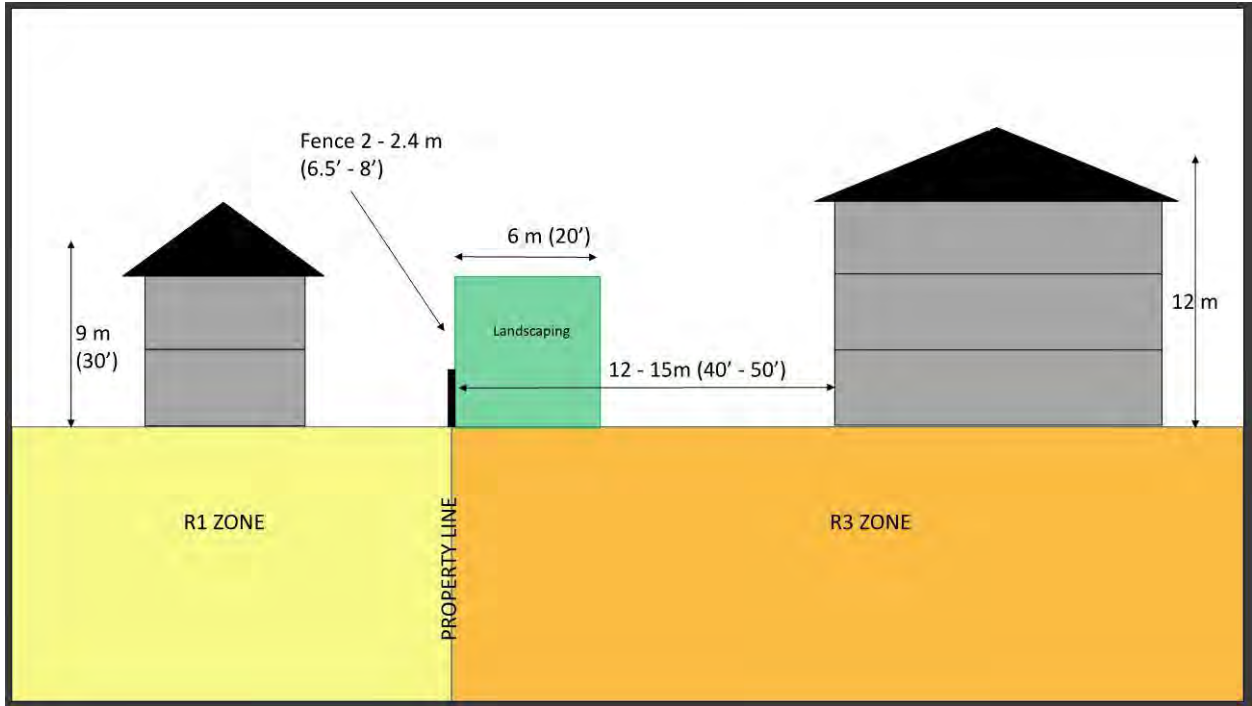 Fence 2 - 2.4 m
(6.5’ - 8’)
6 m (20’)
9 m
(30’)
Landscaping
12 - 15m (40’ - 50’)
12 m
R1 ZONE
PROPERTY LINE
R3 ZONE